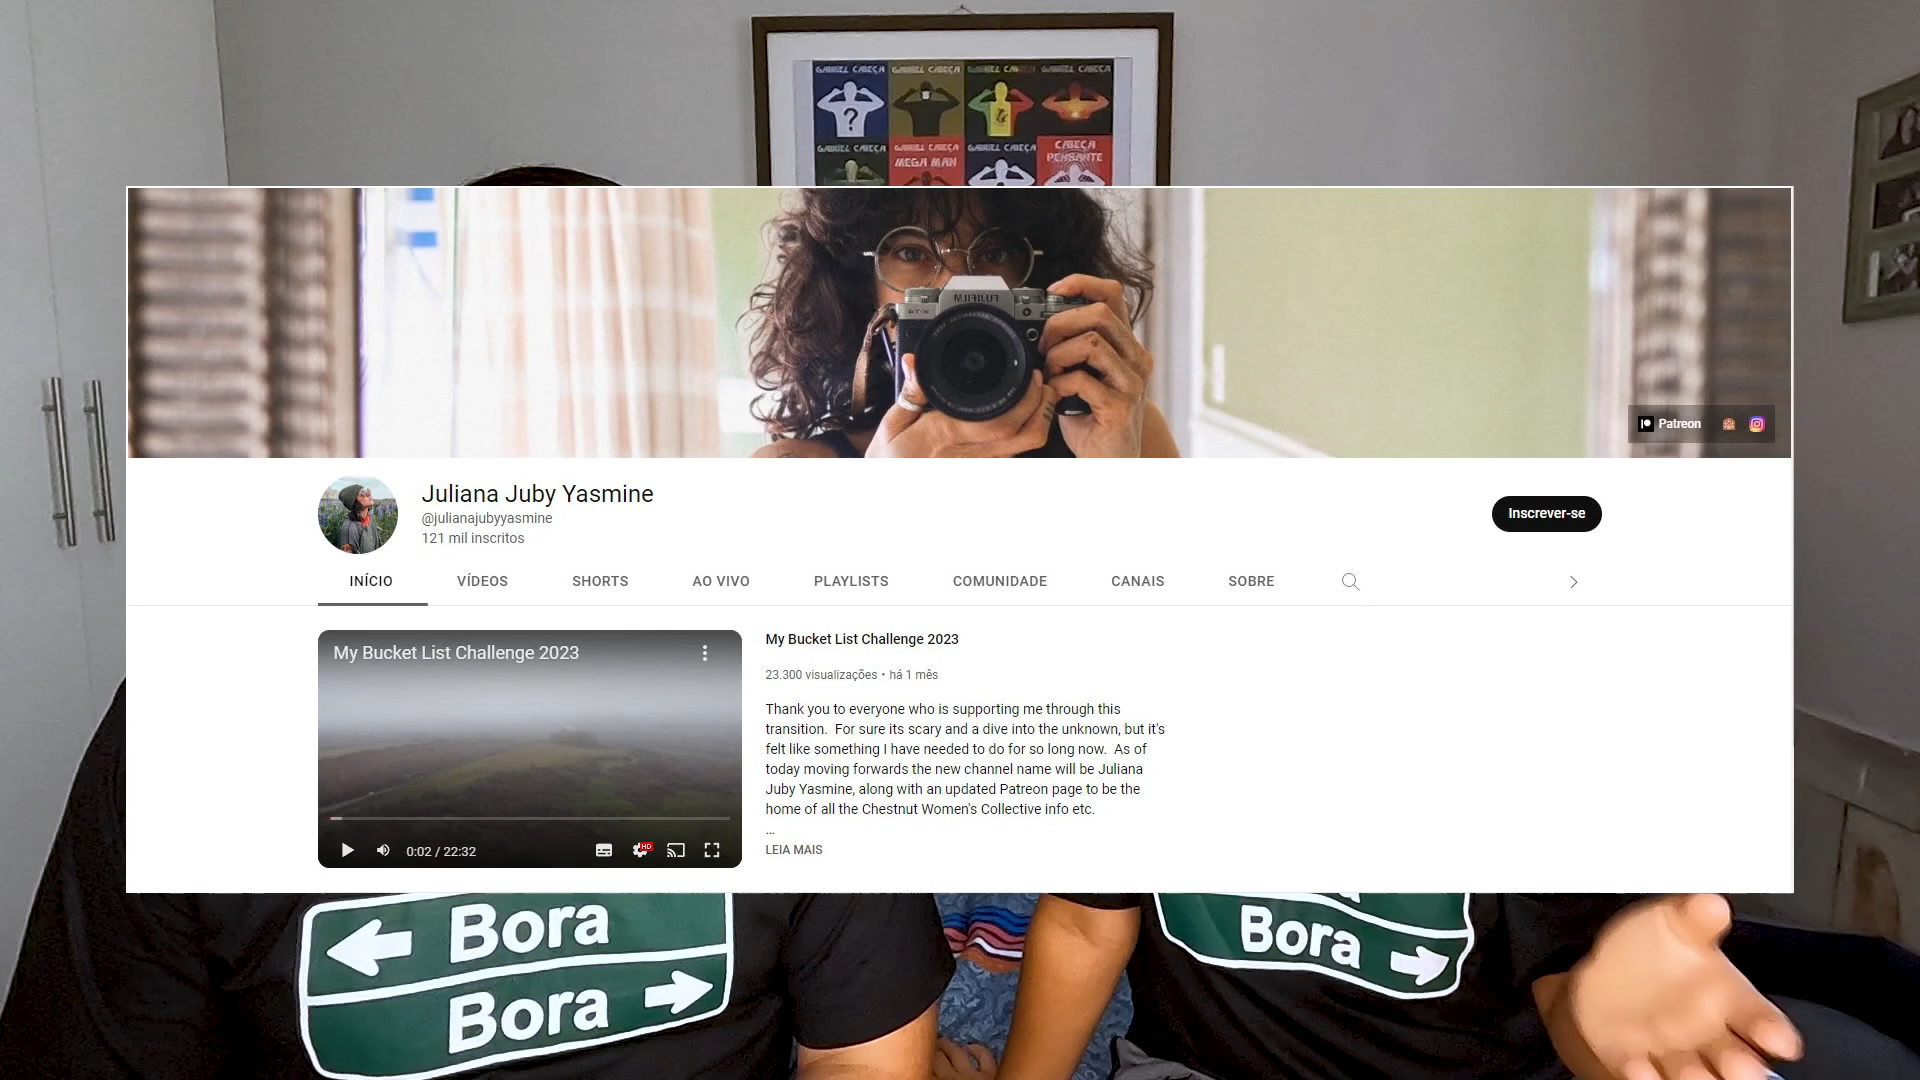 GABRIEL CABEÇA GABRIEL CABEÇA GABRIEL CABEÇA GABRIEL CABEÇA
?
GABRIEL CABEÇA GABRIEL CABEÇA GABRIEL CABEÇA CABEÇA
MEGA MAN PENSANTE
FUJIFILM
X-T4
Patreon
Juliana Juby Yasmine
@julianajubyyasmine
121 mil inscritos
Inscrever-se
INÍCIO VÍDEOS SHORTS AO VIVO PLAYLISTS COMUNIDADE CANAIS SOBRE
My Bucket List Challenge 2023
0:02 / 22:32
HD
My Bucket List Challenge 2023
23.300 visualizações • há 1 mês
Thank you to everyone who is supporting me through this
transition. For sure its scary and a dive into the unknown, but it's
felt like something I have needed to do for so long now. As of
today moving forwards the new channel name will be Juliana
Juby Yasmine, along with an updated Patreon page to be the
home of all the Chestnut Women's Collective info etc.
...
LEIA MAIS
Bora
Bora
Bora